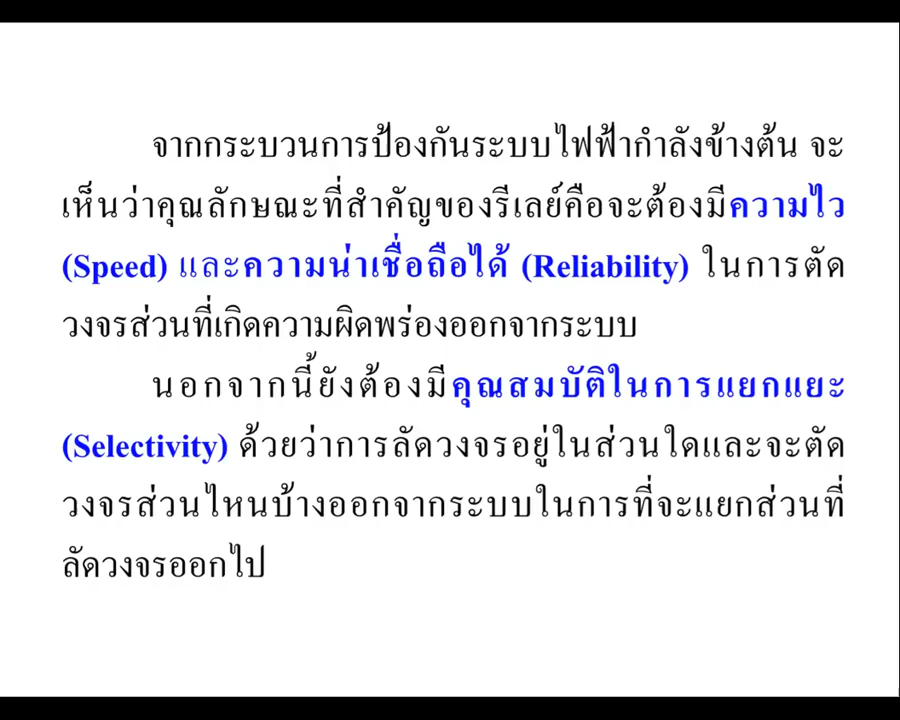 จากกระบวนการป้องกันระบบไฟฟ้ากำลังข้างต้น จะ
เห็นว่าคุณลักษณะที่สำคัญของรีเลย์คือจะต้องมีความไว
(Speed) และความน่าเชื่อถือได้ (Reliability) ในการตัด
วงจรส่วนที่เกิดความผิดพร่องออกจากระบบ
นอกจากนี้ยังต้องมีคุณสมบัติในการแยกแยะ
(Selectivity) ด้วยว่าการลัดวงจรอยู่ในส่วนใดและจะตัด
วงจรส่วนไหนบ้างออกจากระบบในการที่จะแยกส่วนที่
ลัดวงจรออกไป